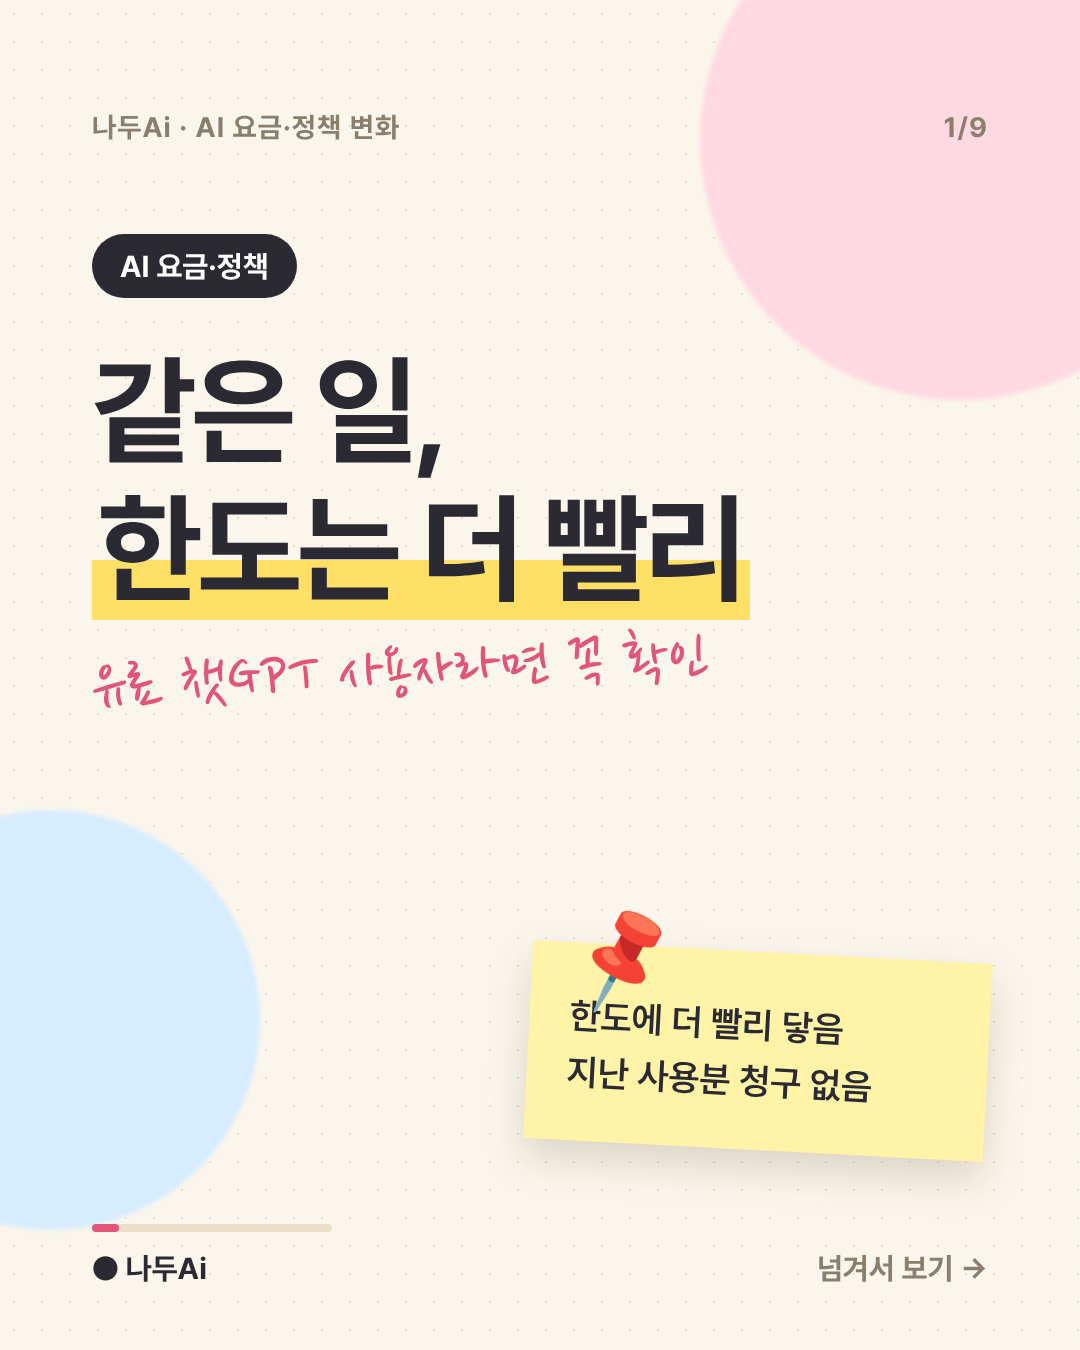 나두Ai · AI 요금·정책 변화
1/9
AI 요금·정책
같은 일,
한도는 더 빨리
유료 챗GPT 사용자라면 꼭 확인
한도에 더 빨리 닿음
지난 사용분 청구 없음
나두Ai
넘겨서 보기 →